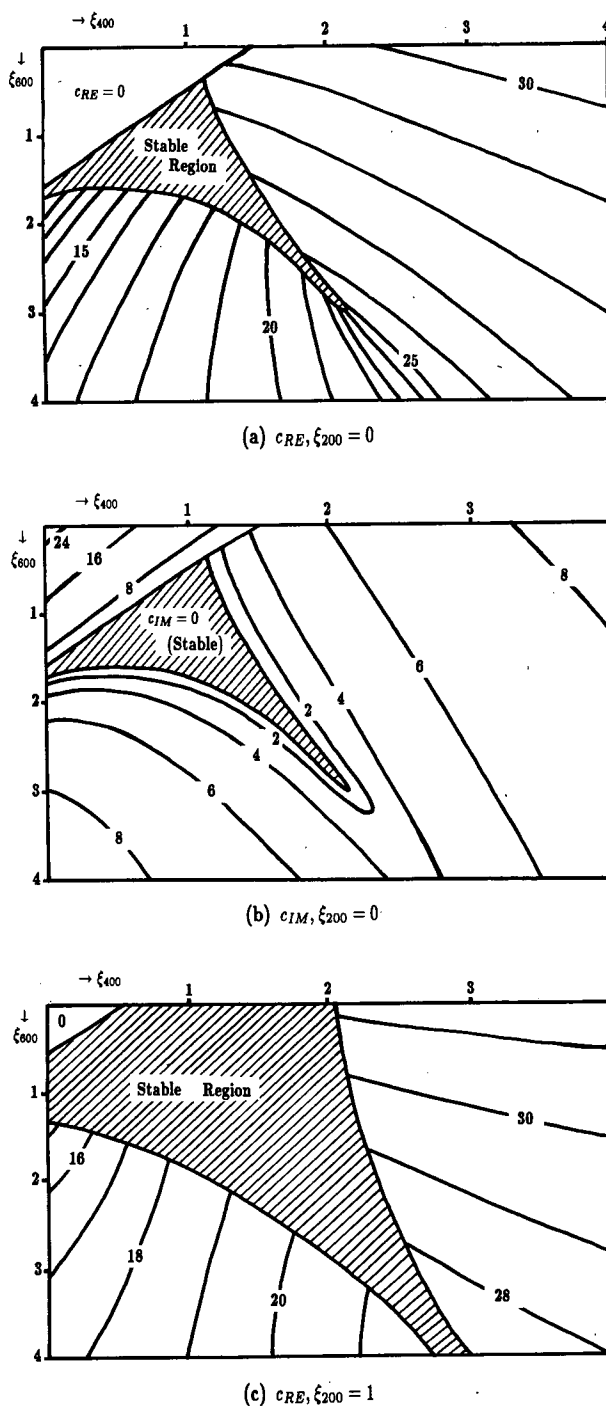 → ξ400
1 2 3 4
↓
ξ600
c_RE = 0
30
1
Stable
Region
2
15
3
20
25
4
(a) c_RE, ξ200 = 0
→ ξ400
1 2 3
↓
ξ600
24
16
8
8
1
c_IM = 0
(Stable)
6
2
4
2
2
4
3
6
8
4
(b) c_IM, ξ200 = 0
→ ξ400
1 2 3
↓
ξ600
0
1
Stable Region
30
2
16
18
3
20
28
4
(c) c_RE, ξ200 = 1